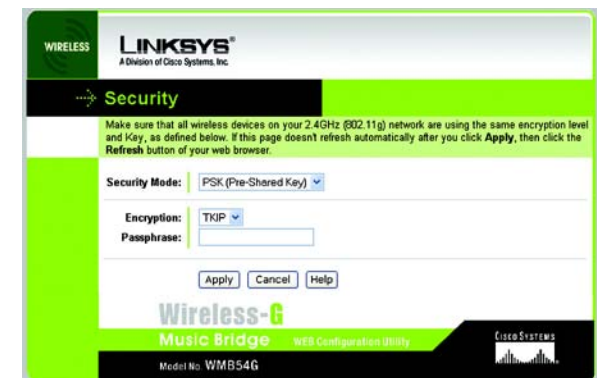 WIRELESS
LINKSYS®
A Division of Cisco Systems, Inc.
Security
Make sure that all wireless devices on your 2.4GHz (802.11g) network are using the same encryption level
and Key, as defined below. If this page doesn't refresh automatically after you click Apply, then click the
Refresh button of your web browser.
Security Mode: PSK (Pre-Shared Key)
Encryption: TKIP
Passphrase:
Apply Cancel Help
Wireless-G
Music Bridge WEB Configuration Utility
CISCO SYSTEMS
Model No. WMB54G